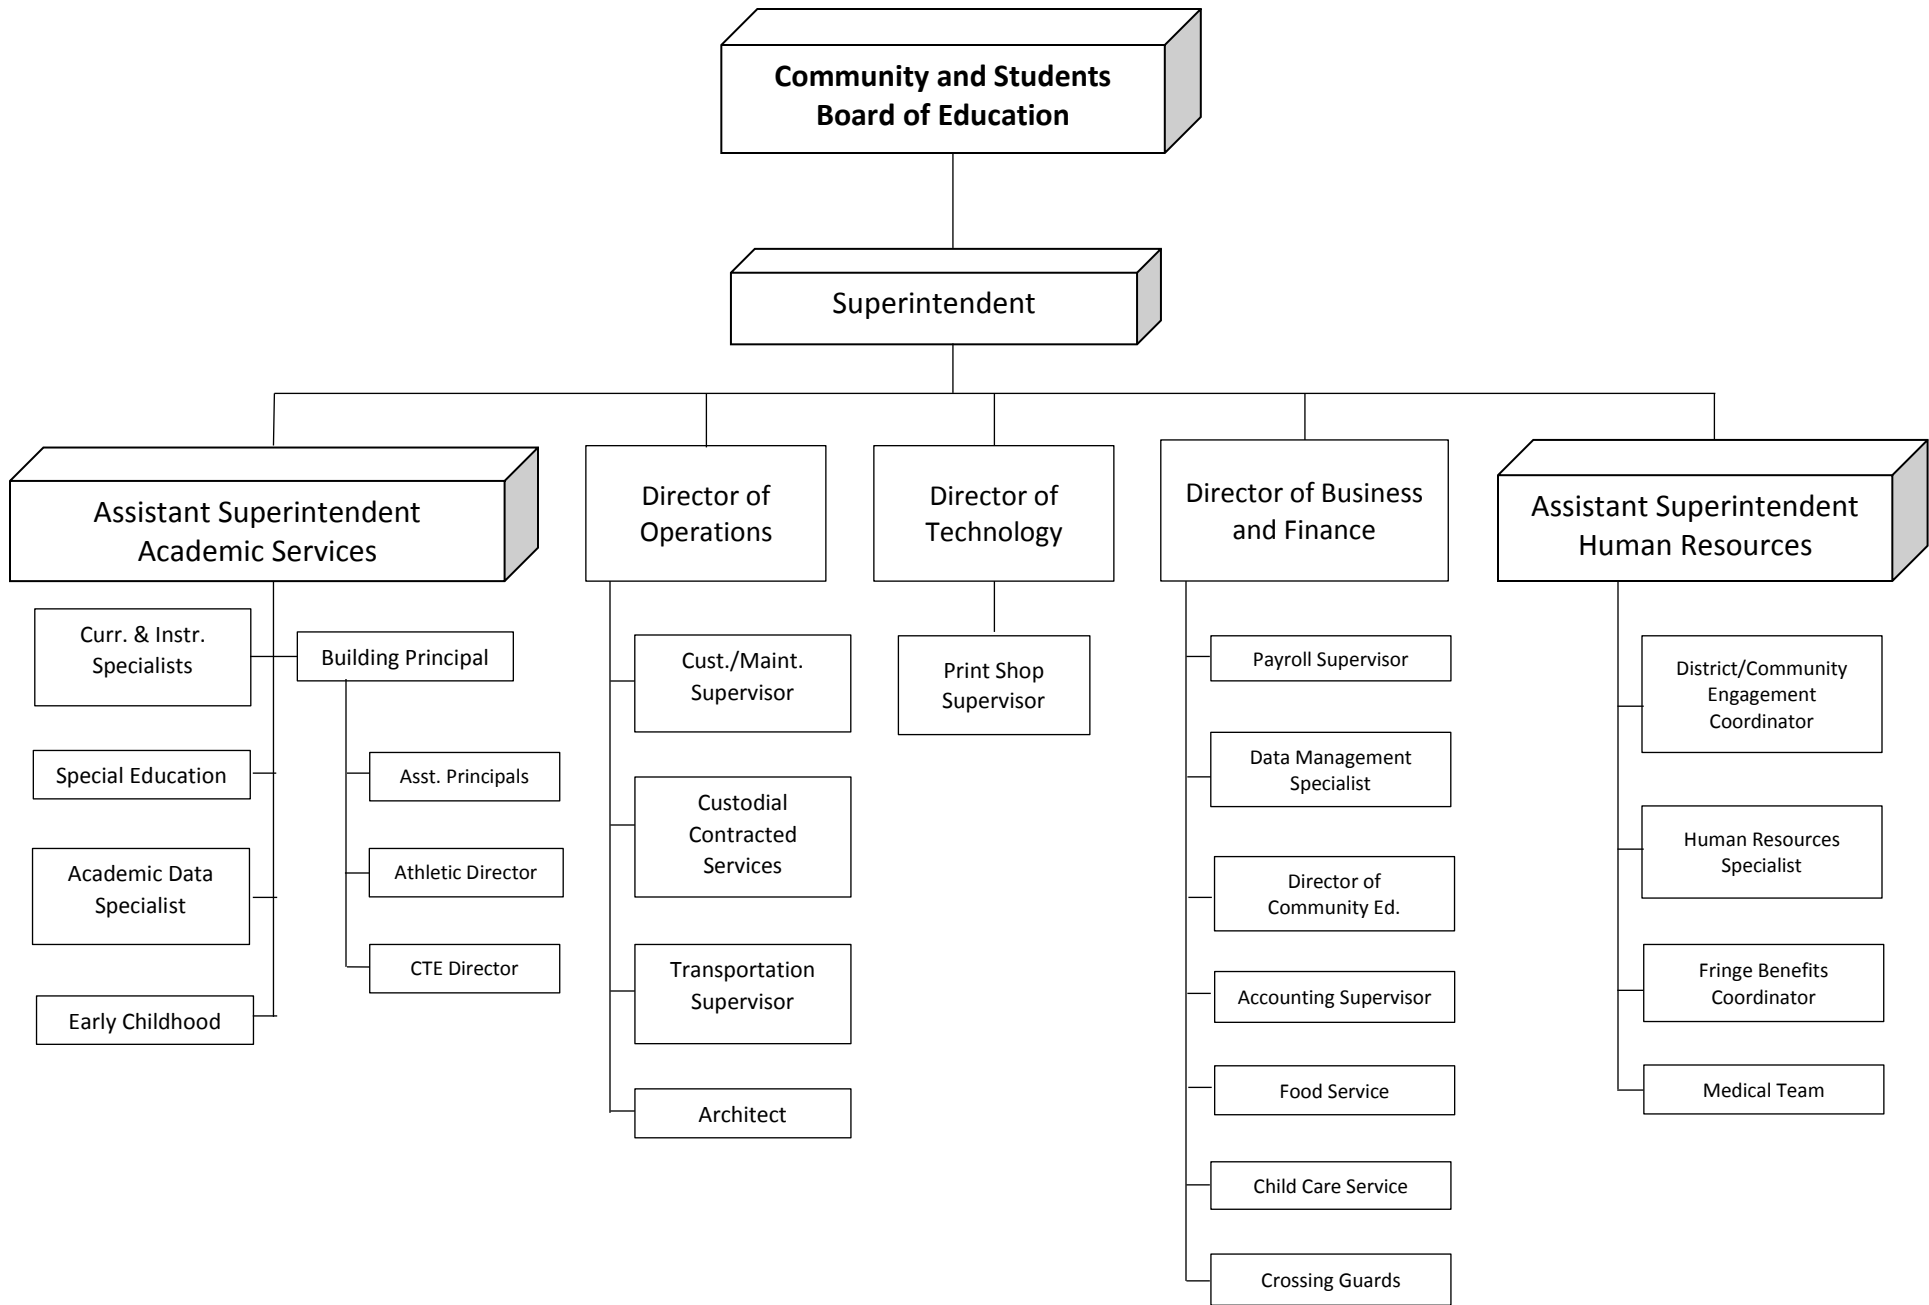 Community and Students
Board of Education
Superintendent
Assistant Superintendent
Academic Services
Director of
Operations
Director of
Technology
Director of Business
and Finance
Assistant Superintendent
Human Resources
Curr. & Instr.
Specialists
Building Principal
Special Education
Asst. Principals
Academic Data
Specialist
Athletic Director
CTE Director
Early Childhood
Cust./Maint.
Supervisor
Custodial
Contracted
Services
Transportation
Supervisor
Architect
Print Shop
Supervisor
Payroll Supervisor
Data Management
Specialist
Director of
Community Ed.
Accounting Supervisor
Food Service
Child Care Service
Crossing Guards
District/Community
Engagement
Coordinator
Human Resources
Specialist
Fringe Benefits
Coordinator
Medical Team